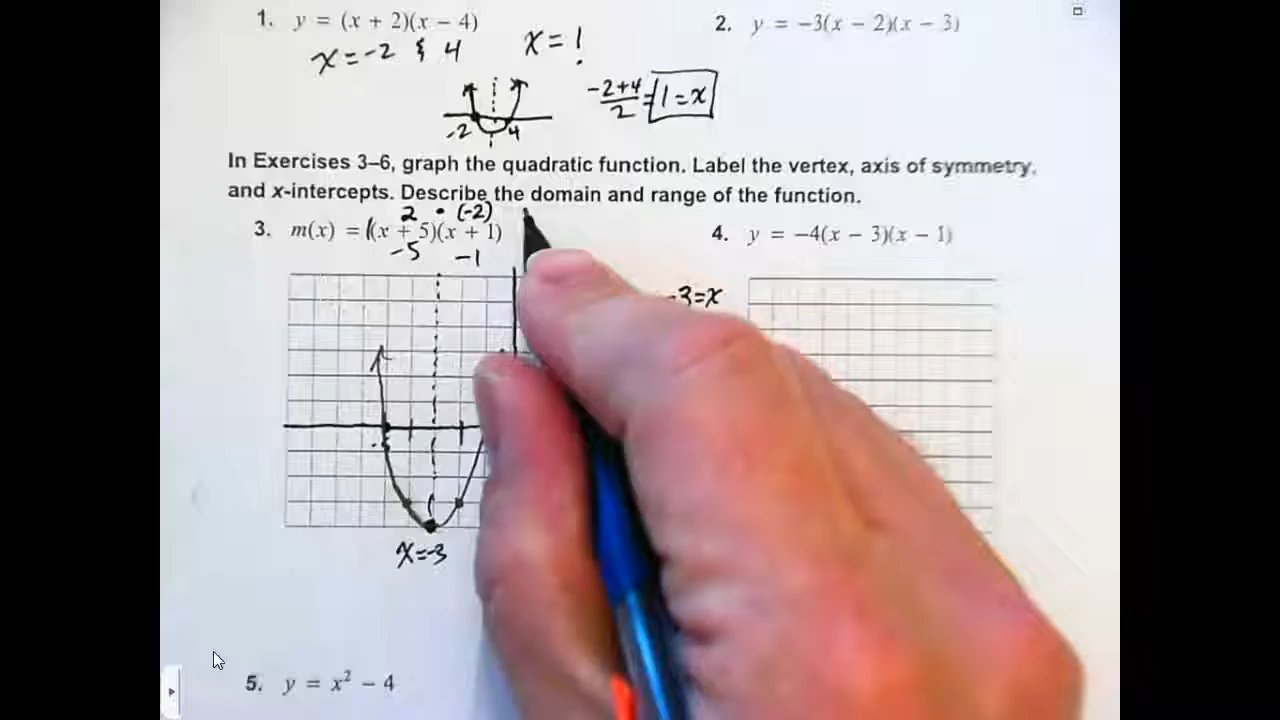 1. y = (x + 2)(x − 4)
2. y = −3(x − 2)(x − 3)
x = -2 & 4
x = 1
-2+4/2 = 1 = x
-2 4
In Exercises 3–6, graph the quadratic function. Label the vertex, axis of symmetry,
and x-intercepts. Describe the domain and range of the function.
2 • (-2)
3. m(x) = (x + 5)(x + 1)
4. y = −4(x − 3)(x − 1)
-5 -1
-3 = x
x = -3
5. y = x² − 4